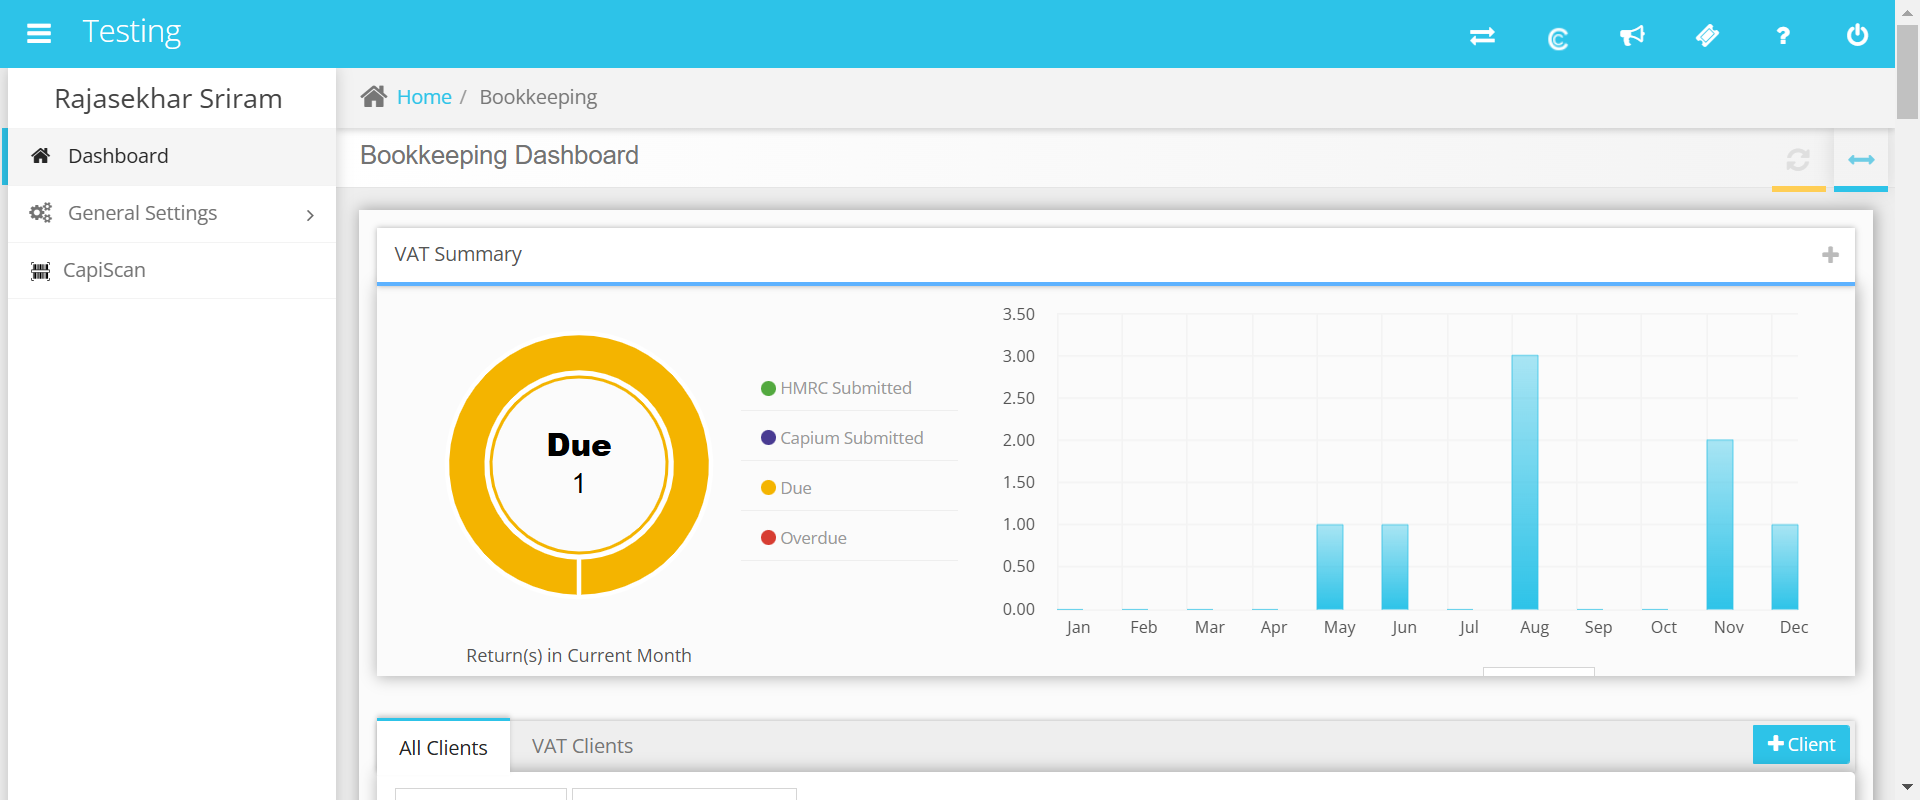 Testing
?
Rajasekhar Sriram
Home / Bookkeeping
Dashboard
Bookkeeping Dashboard
General Settings
CapiScan
VAT Summary
Due
1
Return(s) in Current Month
HMRC Submitted
Capium Submitted
Due
Overdue
3.50
3.00
2.50
2.00
1.50
1.00
0.50
0.00
Jan Feb Mar Apr May Jun Jul Aug Sep Oct Nov Dec
All Clients
VAT Clients
Client